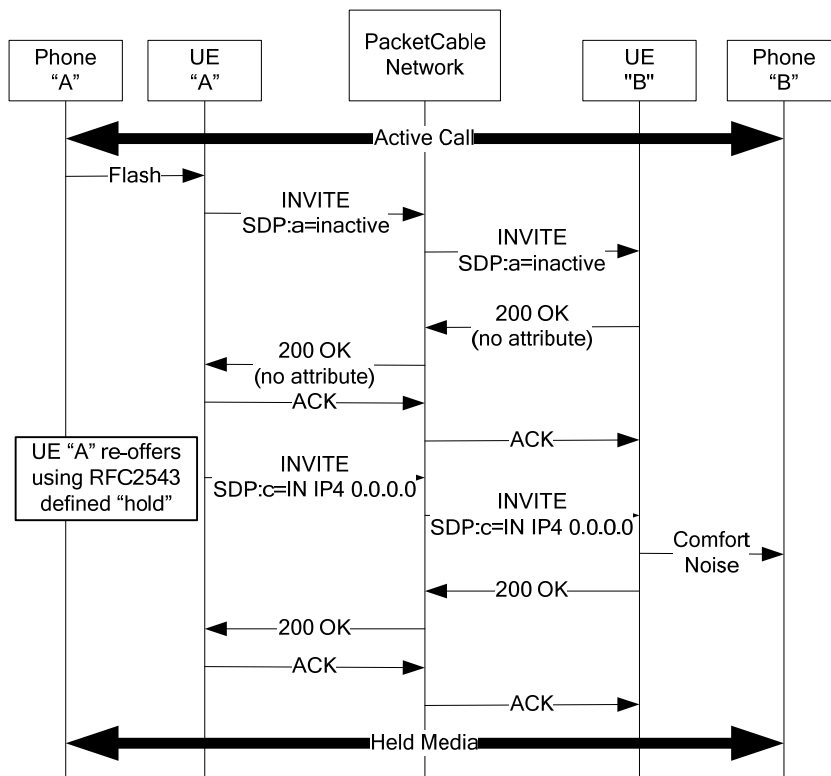 Phone
“A”
UE
“A”
PacketCable
Network
UE
"B"
Phone
“B”
Active Call
Flash
INVITE
SDP:a=inactive
INVITE
SDP:a=inactive
200 OK
(no attribute)
200 OK
(no attribute)
ACK
ACK
UE “A” re-offers
using RFC2543
defined “hold”
INVITE
SDP:c=IN IP4 0.0.0.0
INVITE
SDP:c=IN IP4 0.0.0.0
Comfort
Noise
200 OK
200 OK
ACK
ACK
Held Media